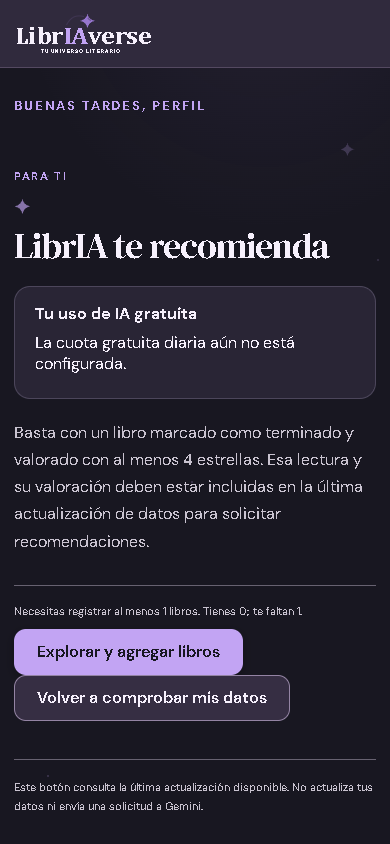 LibrIAverse
TU UNIVERSO LITERARIO
BUENAS TARDES, PERFIL
PARA TI
LibrIA te recomienda
Tu uso de IA gratuita
La cuota gratuita diaria aún no está
configurada.
Basta con un libro marcado como terminado y
valorado con al menos 4 estrellas. Esa lectura y
su valoración deben estar incluidas en la última
actualización de datos para solicitar
recomendaciones.
Necesitas registrar al menos 1 libros. Tienes 0; te faltan 1.
Explorar y agregar libros
Volver a comprobar mis datos
Este botón consulta la última actualización disponible. No actualiza tus
datos ni envía una solicitud a Gemini.